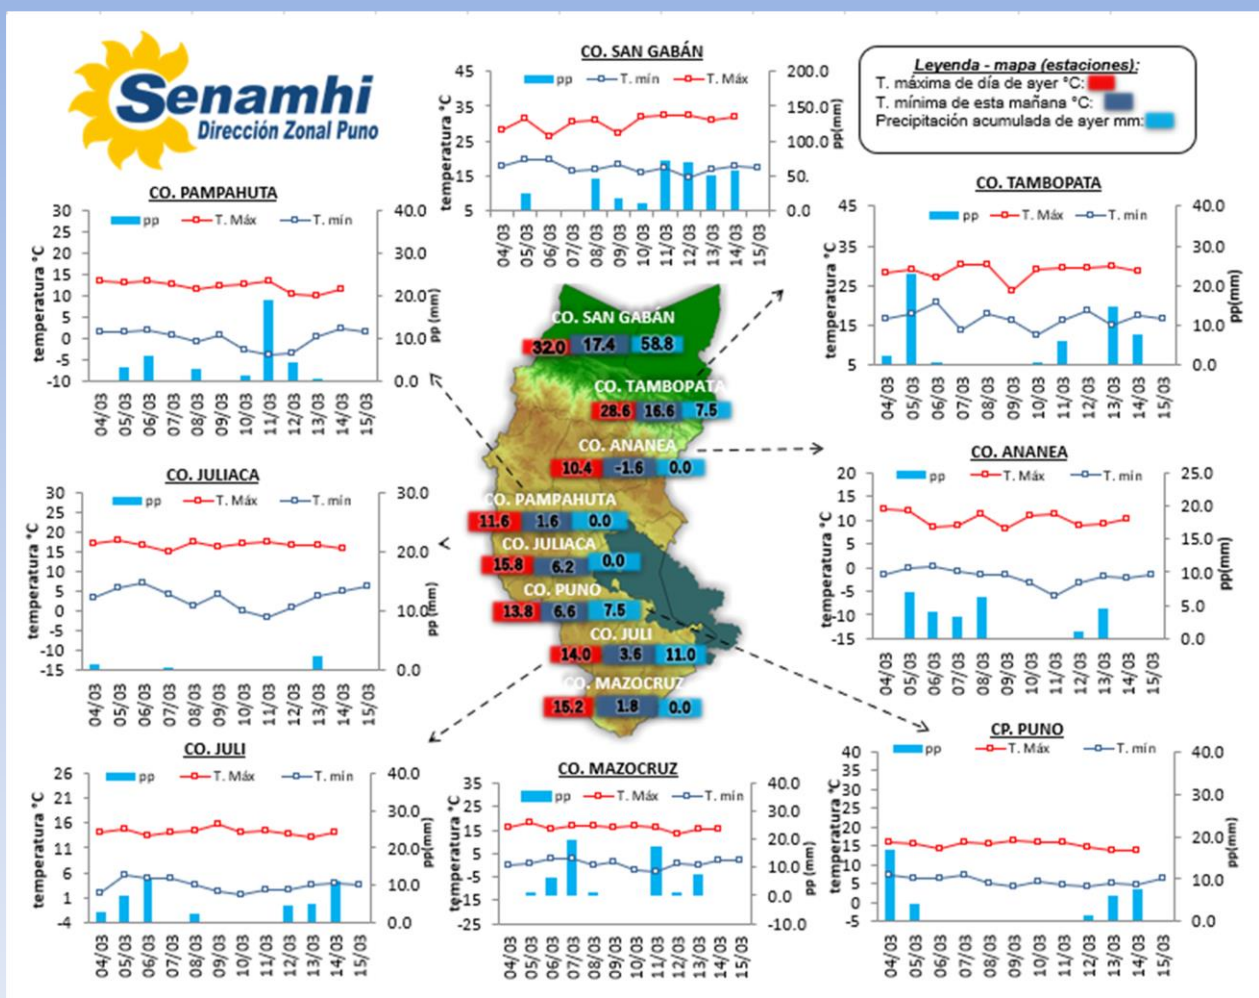 Senamhi
Dirección Zonal Puno
CO. SAN GABÁN
pp T. mín T. Máx
temperatura °C
45
35
25
15
5
200.0
150.0
100.0
50.
0.0
pp(mm)
04/03 05/03 06/03 07/03 08/03 09/03 10/03 11/03 12/03 13/03 14/03 15/03
Leyenda - mapa (estaciones):
T. máxima de día de ayer °C:
T. mínima de esta mañana °C:
Precipitación acumulada de ayer mm:
CO. PAMPAHUTA
pp T. Máx T. mín
temperatura °C
30
25
20
15
10
5
0
-5
-10
40.0
30.0
20.0
10.0
0.0
pp (mm)
04/03 05/03 06/03 07/03 08/03 09/03 10/03 11/03 12/03 13/03 14/03 15/03
CO. TAMBOPATA
pp T. Máx T. mín
temperatura °C
45
35
25
15
5
40.0
30.0
20.0
10.0
0.0
pp(mm)
04/03 05/03 06/03 07/03 08/03 09/03 10/03 11/03 12/03 13/03 14/03 15/03
CO. SAN GABÁN
32.0 17.4 58.8
CO. TAMBOPATA
28.6 16.6 7.5
CO. ANANEA
10.4 -1.6 0.0
CO. PAMPAHUTA
11.6 1.6 0.0
CO. JULIACA
15.8 6.2 0.0
CO. PUNO
13.8 6.6 7.5
CO. JULI
14.0 3.6 11.0
CO. MAZOCRUZ
15.2 1.8 0.0
CO. JULIACA
pp T. Máx T. mín
temperatura °C
30
25
20
15
10
5
0
-5
-10
-15
30.0
20.0
10.0
0.0
pp(mm)
04/03 05/03 06/03 07/03 08/03 09/03 10/03 11/03 12/03 13/03 14/03 15/03
CO. ANANEA
pp T. Máx T. mín
temperatura °C
20
15
10
5
0
-5
-10
-15
25.0
20.0
15.0
10.0
5.0
0.0
pp(mm)
04/03 05/03 06/03 07/03 08/03 09/03 10/03 11/03 12/03 13/03 14/03 15/03
CO. JULI
pp T. Máx T. mín
temperatura °C
26
21
16
11
6
1
-4
40.0
30.0
20.0
10.0
0.0
pp(mm)
04/03 05/03 06/03 07/03 08/03 09/03 10/03 11/03 12/03 13/03 14/03 15/03
CO. MAZOCRUZ
pp T. Máx T. mín
temperatura °C
35
25
15
5
-5
-15
-25
40.0
30.0
20.0
10.0
0.0
-10.0
pp(mm)
04/03 05/03 06/03 07/03 08/03 09/03 10/03 11/03 12/03 13/03 14/03 15/03
CP. PUNO
pp T. Máx T. mín
temperatura °C
40
35
30
25
20
15
10
5
0
-5
40.0
30.0
20.0
10.0
0.0
pp(mm)
04/03 05/03 06/03 07/03 08/03 09/03 10/03 11/03 12/03 13/03 14/03 15/03